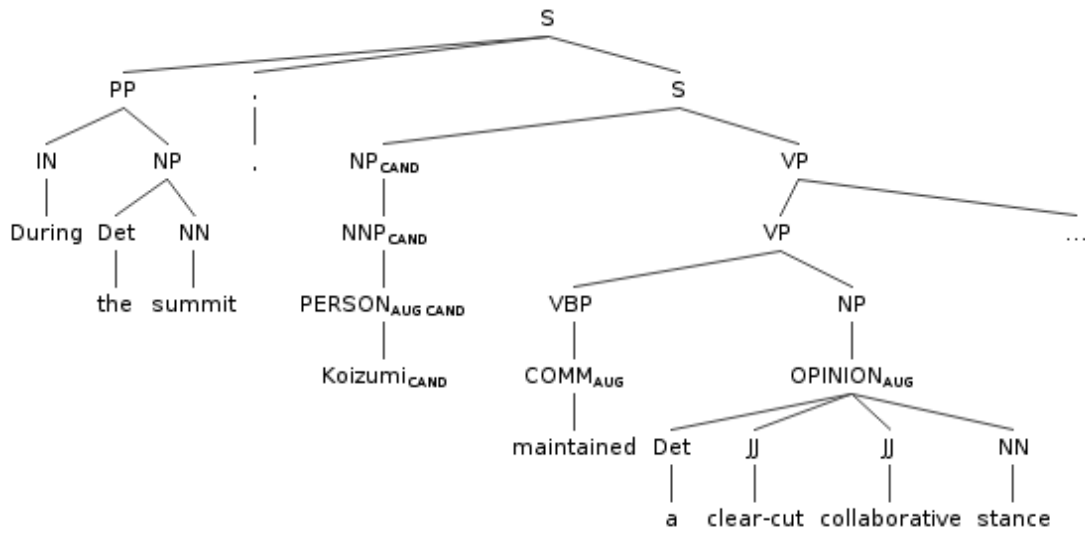 S
PP . S
IN NP . NP CAND VP
During Det NN NNP CAND VP ...
the summit PERSON AUG CAND VBP NP
Koizumi CAND COMM AUG OPINION AUG
maintained Det JJ JJ NN
a clear-cut collaborative stance